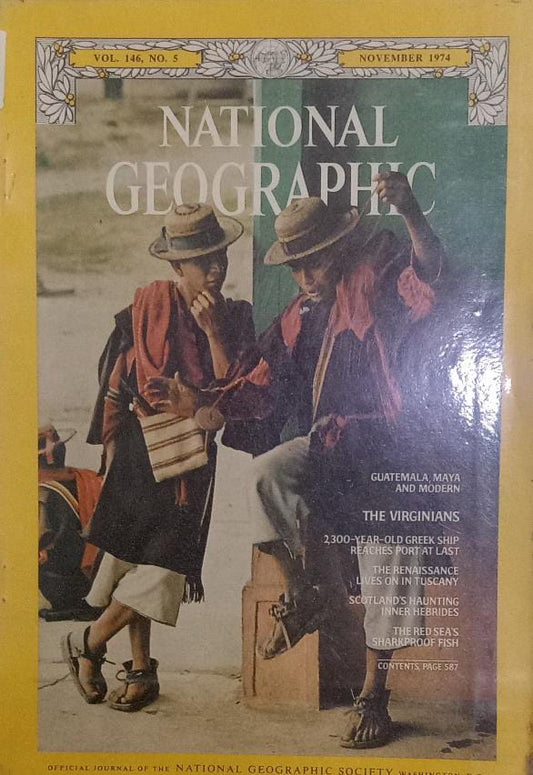 VOL. 146, NO. 5
NOVEMBER 1974
NATIONAL
GEOGRAPHIC
GUATEMALA, MAYA
AND MODERN
THE VIRGINIANS
2,300-YEAR-OLD GREEK SHIP
REACHES PORT AT LAST
THE RENAISSANCE
LIVES ON IN TUSCANY
SCOTLAND'S HAUNTING
INNER HEBRIDES
THE RED SEA'S
SHARKPROOF FISH
CONTENTS, PAGE 587
OFFICIAL JOURNAL OF THE NATIONAL GEOGRAPHIC SOCIETY WASHINGTON